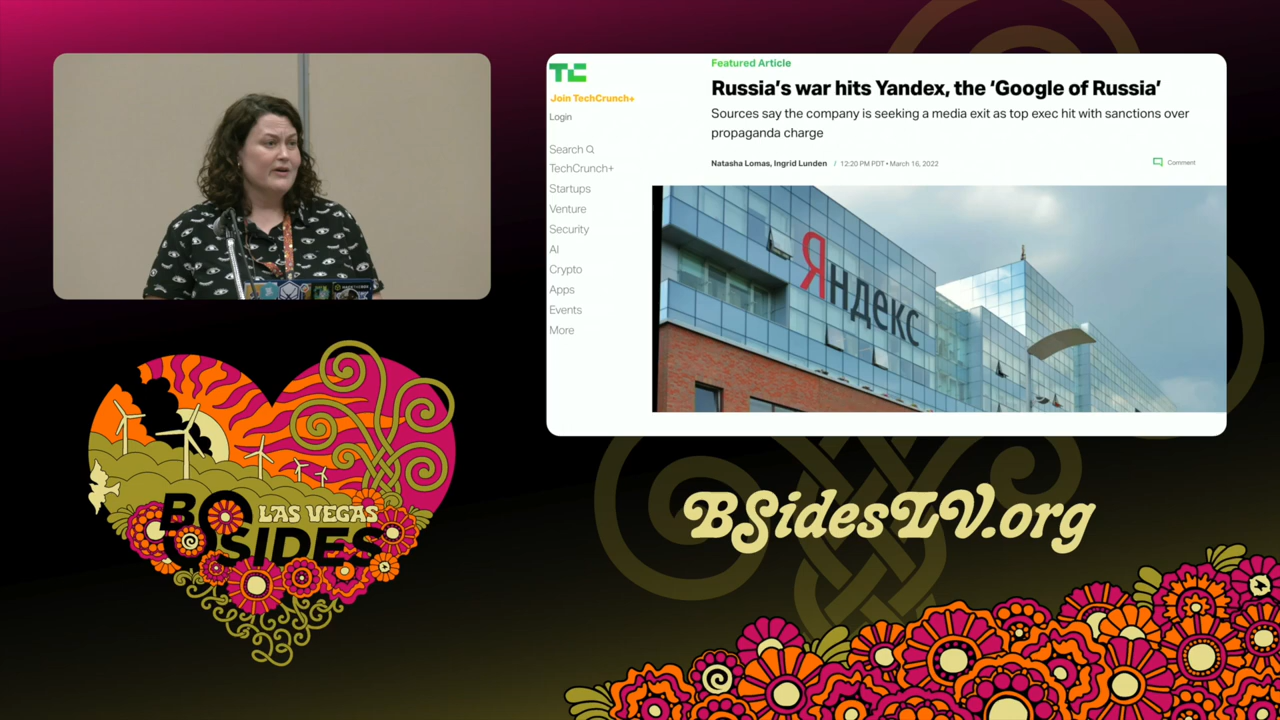 TC
Join TechCrunch+
Login
Search
TechCrunch+
Startups
Venture
Security
AI
Crypto
Apps
Events
More
Featured Article
Russia's war hits Yandex, the ‘Google of Russia’
Sources say the company is seeking a media exit as top exec hit with sanctions over
propaganda charge
Natasha Lomas, Ingrid Lunden / 12:20 PM PDT • March 16, 2022
Comment
Яндекс
LAS VEGAS
BSIDES
23
BSidesLV.org